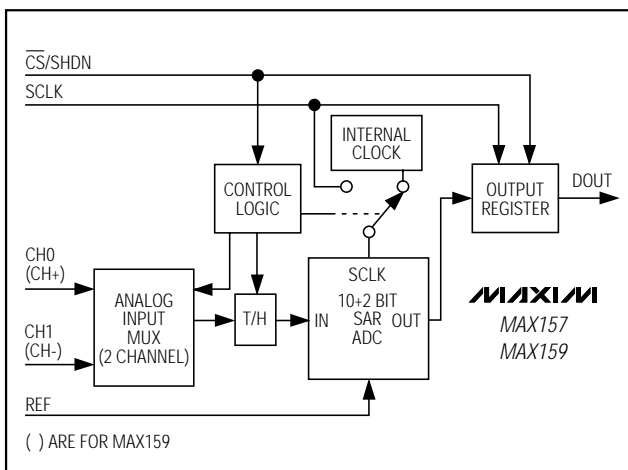 CS/SHDN
SCLK
INTERNAL
CLOCK
CONTROL
LOGIC
OUTPUT
REGISTER
DOUT
CH0
(CH+)
ANALOG
INPUT
MUX
(2 CHANNEL)
CH1
(CH-)
T/H
SCLK
10+2 BIT
IN SAR OUT
ADC
MAXIM
MAX157
MAX159
REF
( ) ARE FOR MAX159